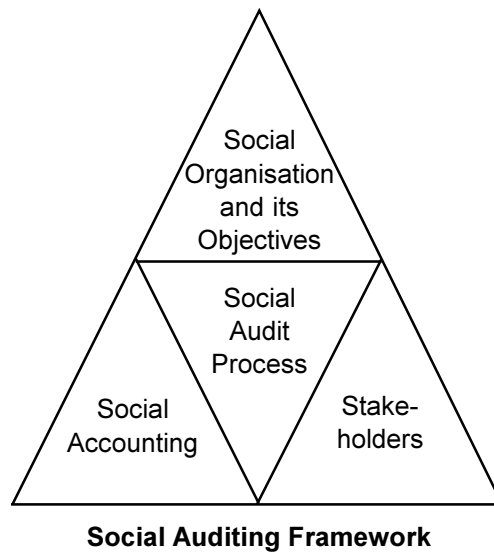 Social
Organisation
and its
Objectives
Social
Audit
Process
Social
Accounting
Stake-
holders
Social Auditing Framework